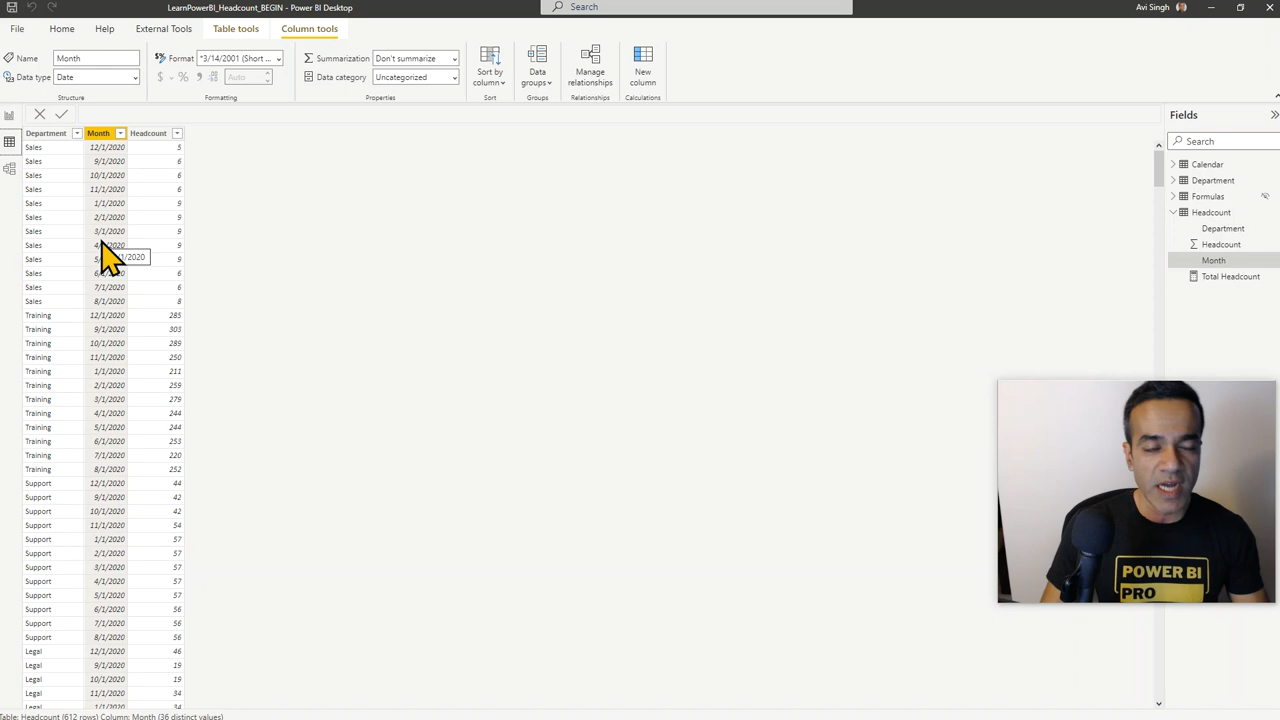 LearnPowerBI_Headcount_BEGIN - Power BI Desktop
Search
Avi Singh
File Home Help External Tools Table tools Column tools
Name Month
Data type Date
Structure
Format *3/14/2001 (Short ...
$ % Auto
Formatting
Summarization Don't summarize
Data category Uncategorized
Properties
Sort by column
Sort
Data groups
Groups
Manage relationships
Relationships
New column
Calculations
Department Month Headcount
Sales 12/1/2020 5
Sales 9/1/2020 6
Sales 10/1/2020 6
Sales 11/1/2020 6
Sales 1/1/2020 9
Sales 2/1/2020 9
Sales 3/1/2020 9
Sales 9
Sales 9
Sales 6
Sales 7/1/2020 6
Sales 8/1/2020 8
Training 12/1/2020 285
Training 9/1/2020 303
Training 10/1/2020 289
Training 11/1/2020 250
Training 1/1/2020 211
Training 2/1/2020 259
Training 3/1/2020 279
Training 4/1/2020 244
Training 5/1/2020 244
Training 6/1/2020 253
Training 7/1/2020 220
Training 8/1/2020 252
Support 12/1/2020 44
Support 9/1/2020 42
Support 10/1/2020 42
Support 11/1/2020 54
Support 1/1/2020 57
Support 2/1/2020 57
Support 3/1/2020 57
Support 4/1/2020 57
Support 5/1/2020 57
Support 6/1/2020 56
Support 7/1/2020 56
Support 8/1/2020 56
Legal 12/1/2020 46
Legal 9/1/2020 19
Legal 10/1/2020 19
Legal 11/1/2020 34
Legal 1/1/2020 34
Table: Headcount (612 rows) Column: Month (36 distinct values)
Fields
Search
Calendar
Department
Formulas
Headcount
Department
Headcount
Month
Total Headcount
POWER BI
PRO